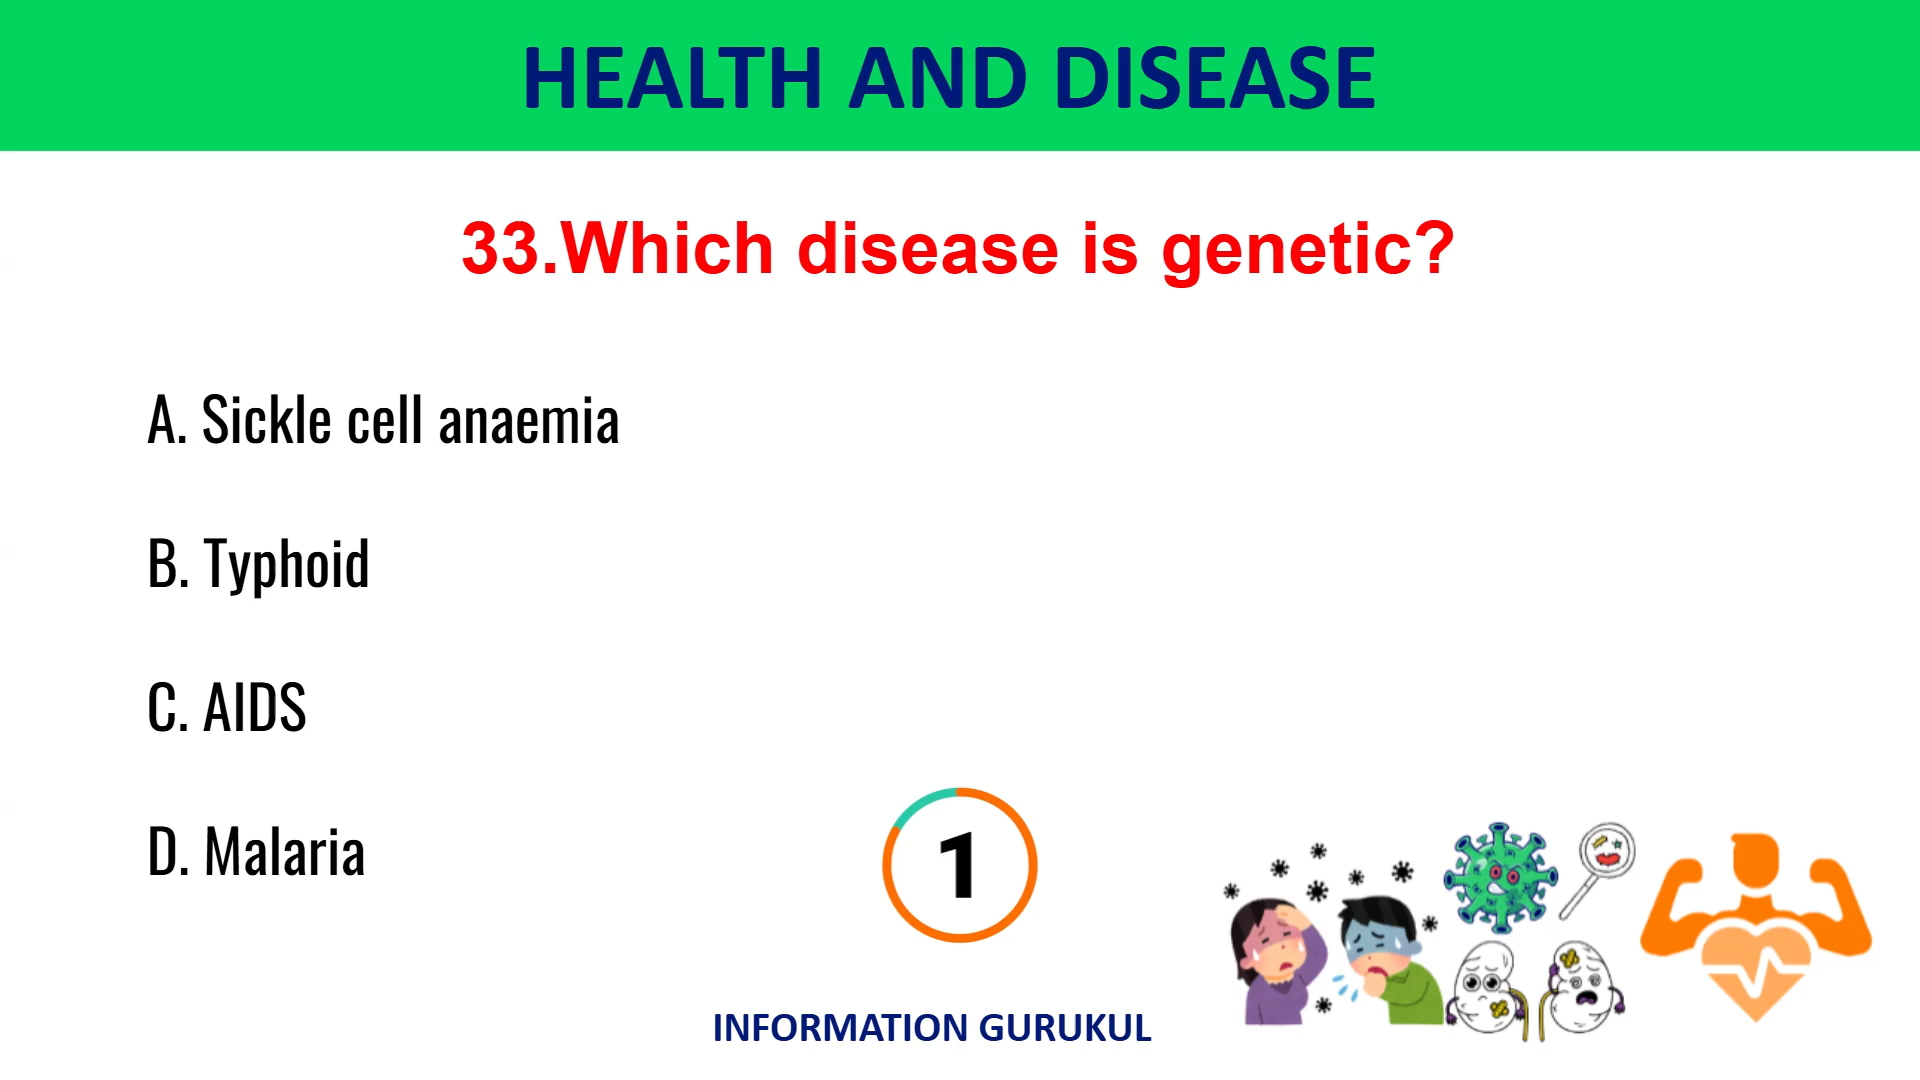 HEALTH AND DISEASE
33.Which disease is genetic?
A. Sickle cell anaemia
B. Typhoid
C. AIDS
D. Malaria
1
INFORMATION GURUKUL